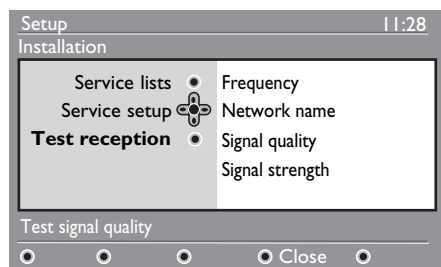 Setup 11:28
Installation
Service lists Frequency
Service setup Network name
Test reception Signal quality
Signal strength
Test signal quality
Close